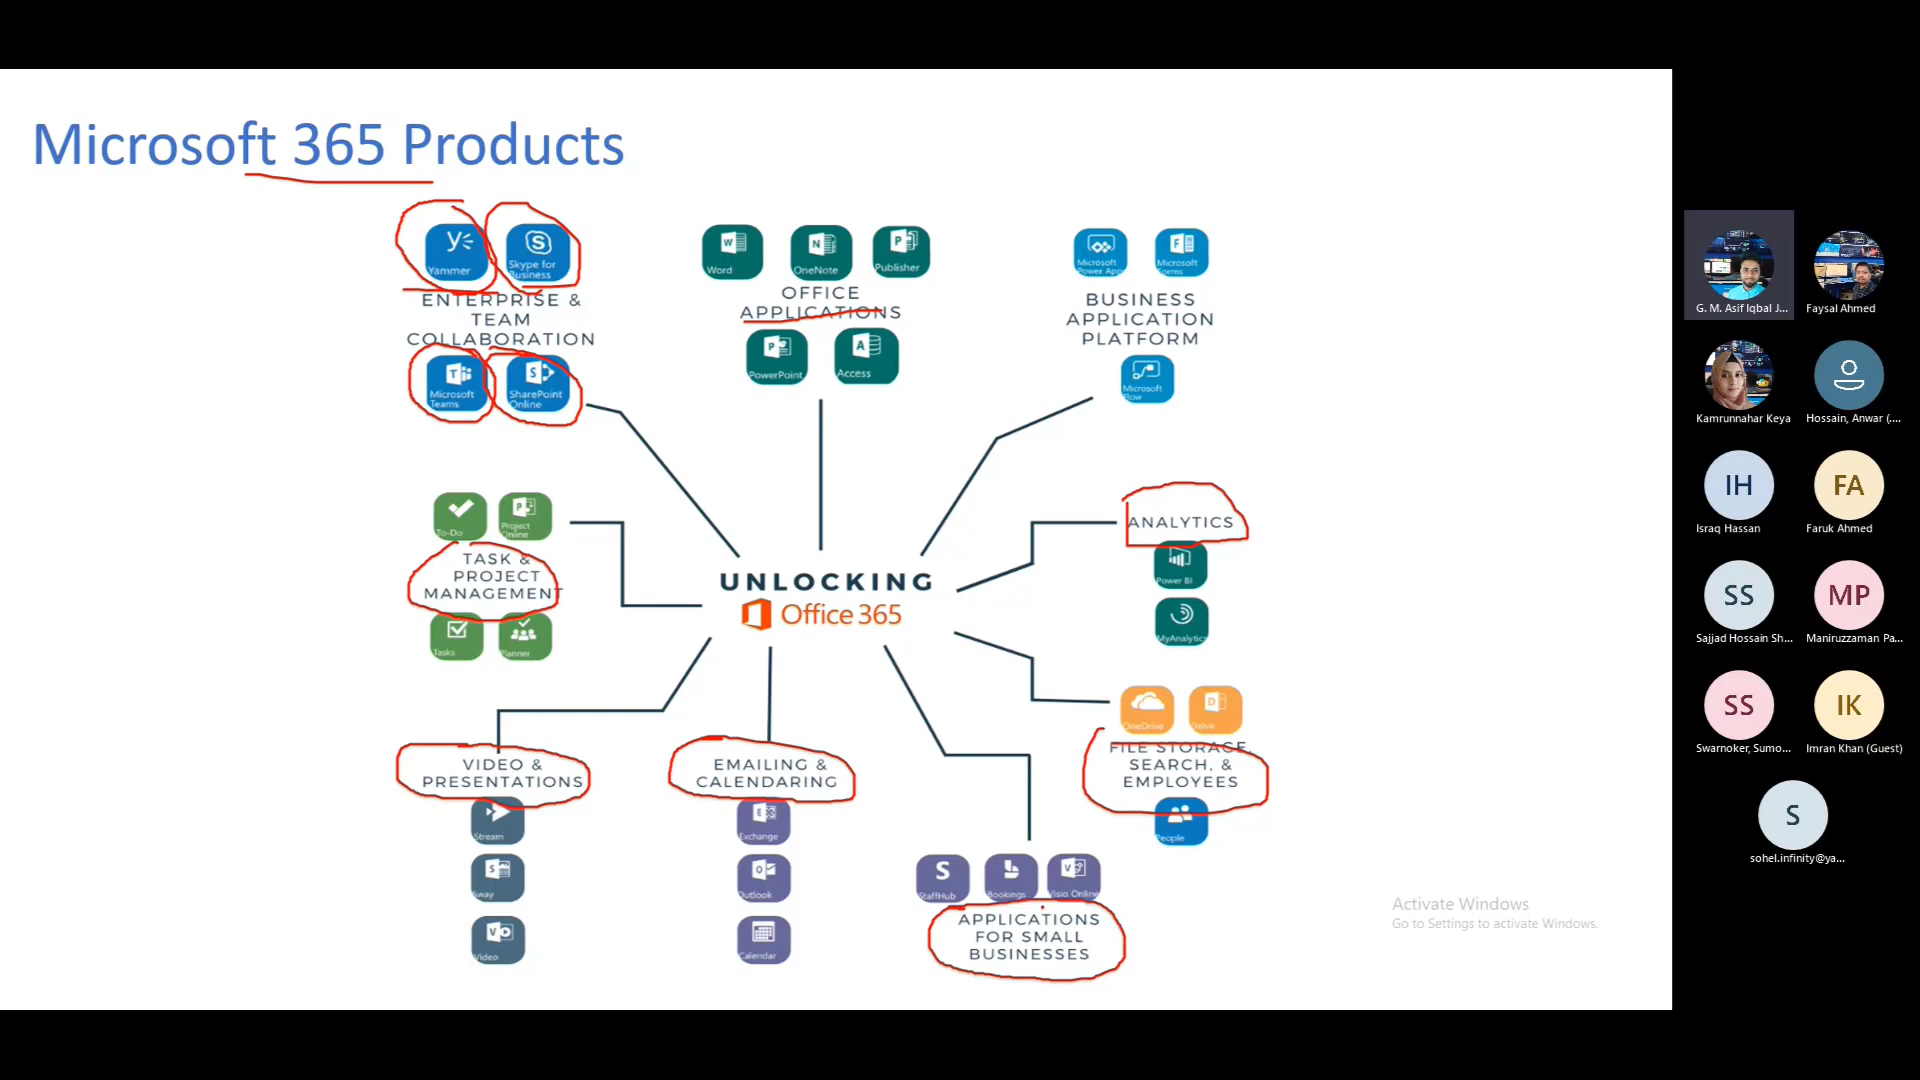 Microsoft 365 Products
Yammer
Skype for
Business
ENTERPRISE &
TEAM
COLLABORATION
Microsoft
Teams
SharePoint
Online
Word
OneNote
Publisher
OFFICE
APPLICATIONS
PowerPoint
Access
Microsoft
Power App
Microsoft
Forms
BUSINESS
APPLICATION
PLATFORM
Microsoft
Flow
To-Do
Project
Online
TASK &
PROJECT
MANAGEMENT
Tasks
Planner
UNLOCKING
Office 365
ANALYTICS
Power BI
MyAnalytics
OneDrive
FILE STORAGE,
SEARCH, &
EMPLOYEES
People
VIDEO &
PRESENTATIONS
Stream
Sway
Video
EMAILING &
CALENDARING
Exchange
Outlook
Calendar
StaffHub
Bookings
Visio Online
APPLICATIONS
FOR SMALL
BUSINESSES
Activate Windows
Go to Settings to activate Windows.
G. M. Asif Iqbal J...
Faysal Ahmed
Kamrunnahar Keya
Hossain, Anwar (....
IH
Israq Hassan
FA
Faruk Ahmed
SS
Sajjad Hossain Sh...
MP
Maniruzzaman Pa...
SS
Swarnoker, Sumo...
IK
Imran Khan (Guest)
S
sohel.infinity@ya...